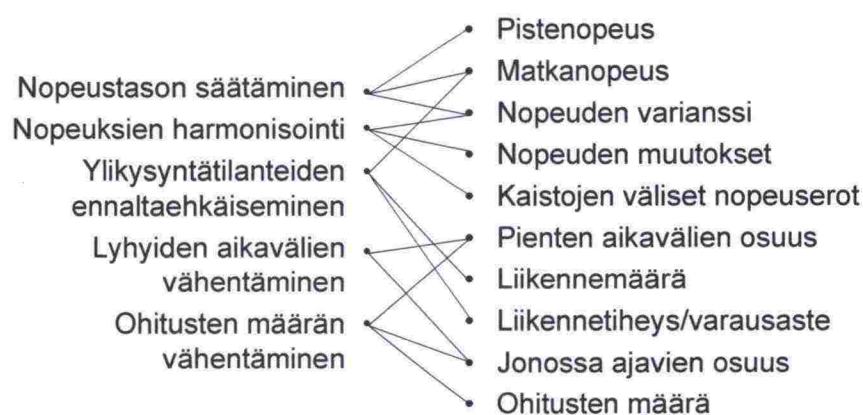 Nopeustason säätäminen
Nopeuksien harmonisointi
Ylikysyntätilanteiden
ennaltaehkäiseminen
Lyhyiden aikavälien
vähentäminen
Ohitusten määrän
vähentäminen
Pistenopeus
Matkanopeus
Nopeuden varianssi
Nopeuden muutokset
Kaistojen väliset nopeuserot
Pienten aikavälien osuus
Liikennemäärä
Liikennetiheys/varausaste
Jonossa ajavien osuus
Ohitusten määrä